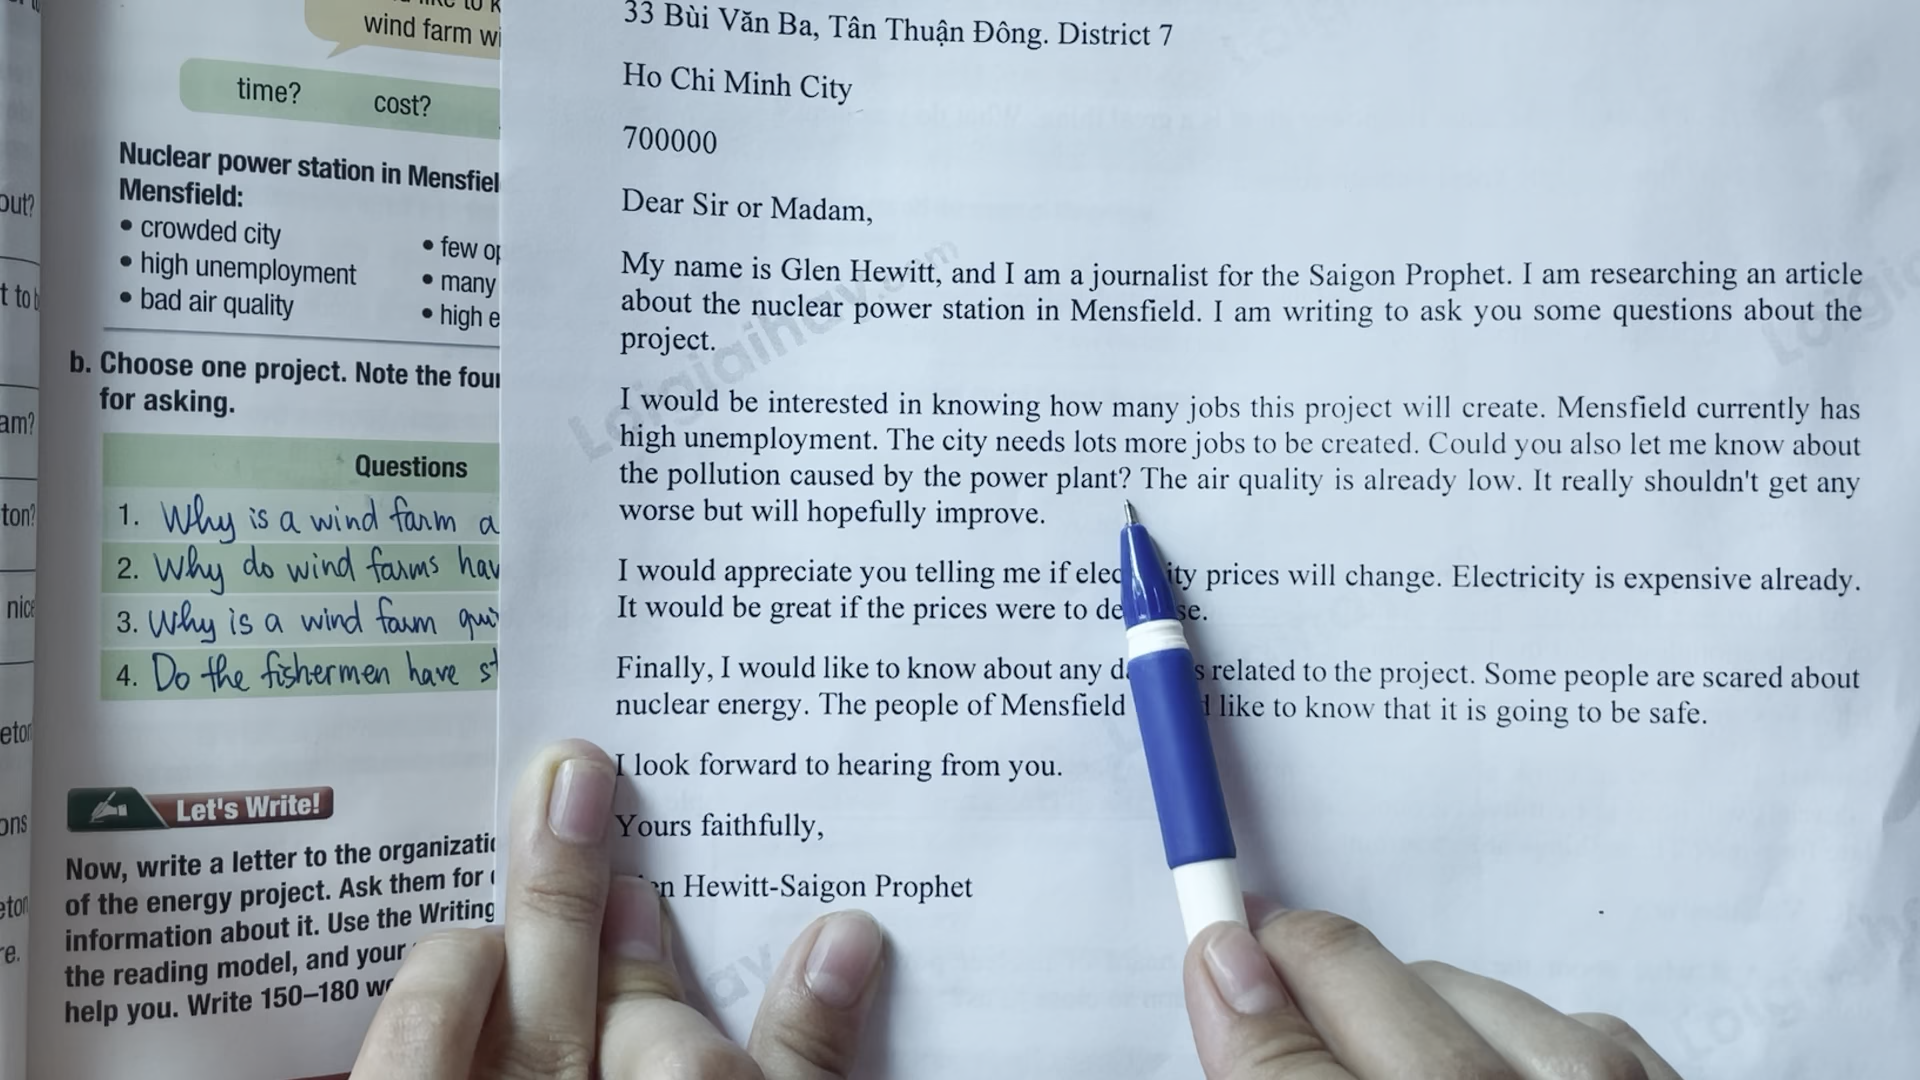 wind farm
time? cost?
Nuclear power station in
Mensfield:
• crowded city
• high unemployment
• bad air quality
• few
• many
• high
b. Choose one project. Note the
for asking.
Questions
1. Why is a wind farm
2. Why do wind farms
3. Why is a wind farm
4. Do the fishermen have
Let's Write!
Now, write a letter to the
of the energy project. Ask them for
information about it. Use the Writing
the reading model, and your
help you. Write 150–180
33 Bùi Văn Ba, Tân Thuận Đông. District 7
Ho Chi Minh City
700000
Dear Sir or Madam,
My name is Glen Hewitt, and I am a journalist for the Saigon Prophet. I am researching an article
about the nuclear power station in Mensfield. I am writing to ask you some questions about the
project.
I would be interested in knowing how many jobs this project will create. Mensfield currently has
high unemployment. The city needs lots more jobs to be created. Could you also let me know about
the pollution caused by the power plant? The air quality is already low. It really shouldn't get any
worse but will hopefully improve.
I would appreciate you telling me if prices will change. Electricity is expensive already.
It would be great if the prices were to
Finally, I would like to know about any related to the project. Some people are scared about
nuclear energy. The people of Mensfield like to know that it is going to be safe.
I look forward to hearing from you.
Yours faithfully,
Hewitt-Saigon Prophet
Loigiaihay.com